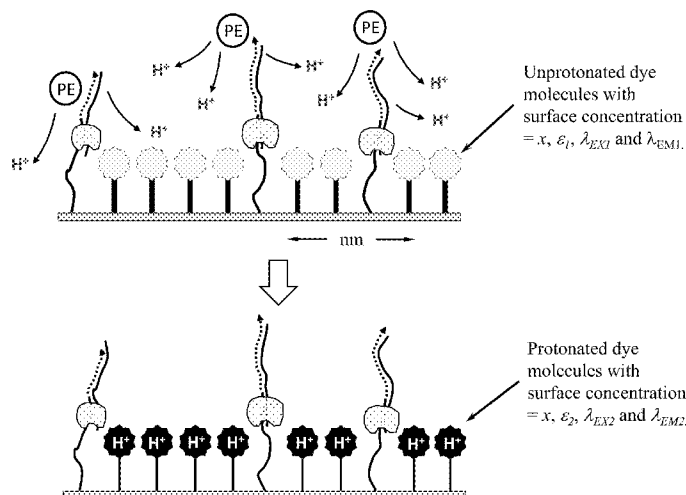 PE
PE
PE
H⁺
H⁺
H⁺
H⁺
H⁺
H⁺
H⁺
H⁺
Unprotonated dye
molecules with
surface concentration
= x, ε₁, λEX1 and λEM1.
nm
Protonated dye
molecules with
surface concentration
= x, ε₂, λEX2 and λEM2.
H⁺
H⁺
H⁺
H⁺
H⁺
H⁺
H⁺
H⁺